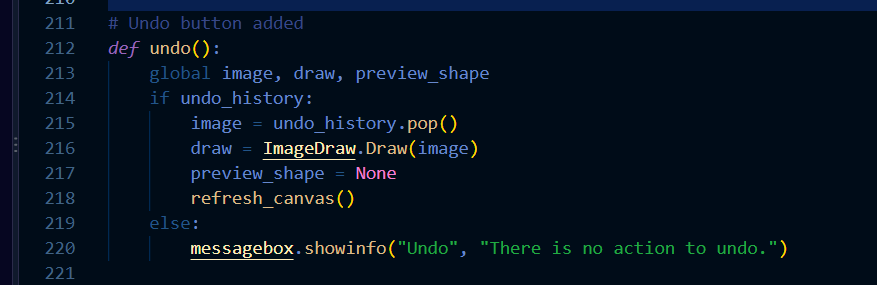 210
211 # Undo button added
212 def undo():
213 global image, draw, preview_shape
214 if undo_history:
215 image = undo_history.pop()
216 draw = ImageDraw.Draw(image)
217 preview_shape = None
218 refresh_canvas()
219 else:
220 messagebox.showinfo("Undo", "There is no action to undo.")
221